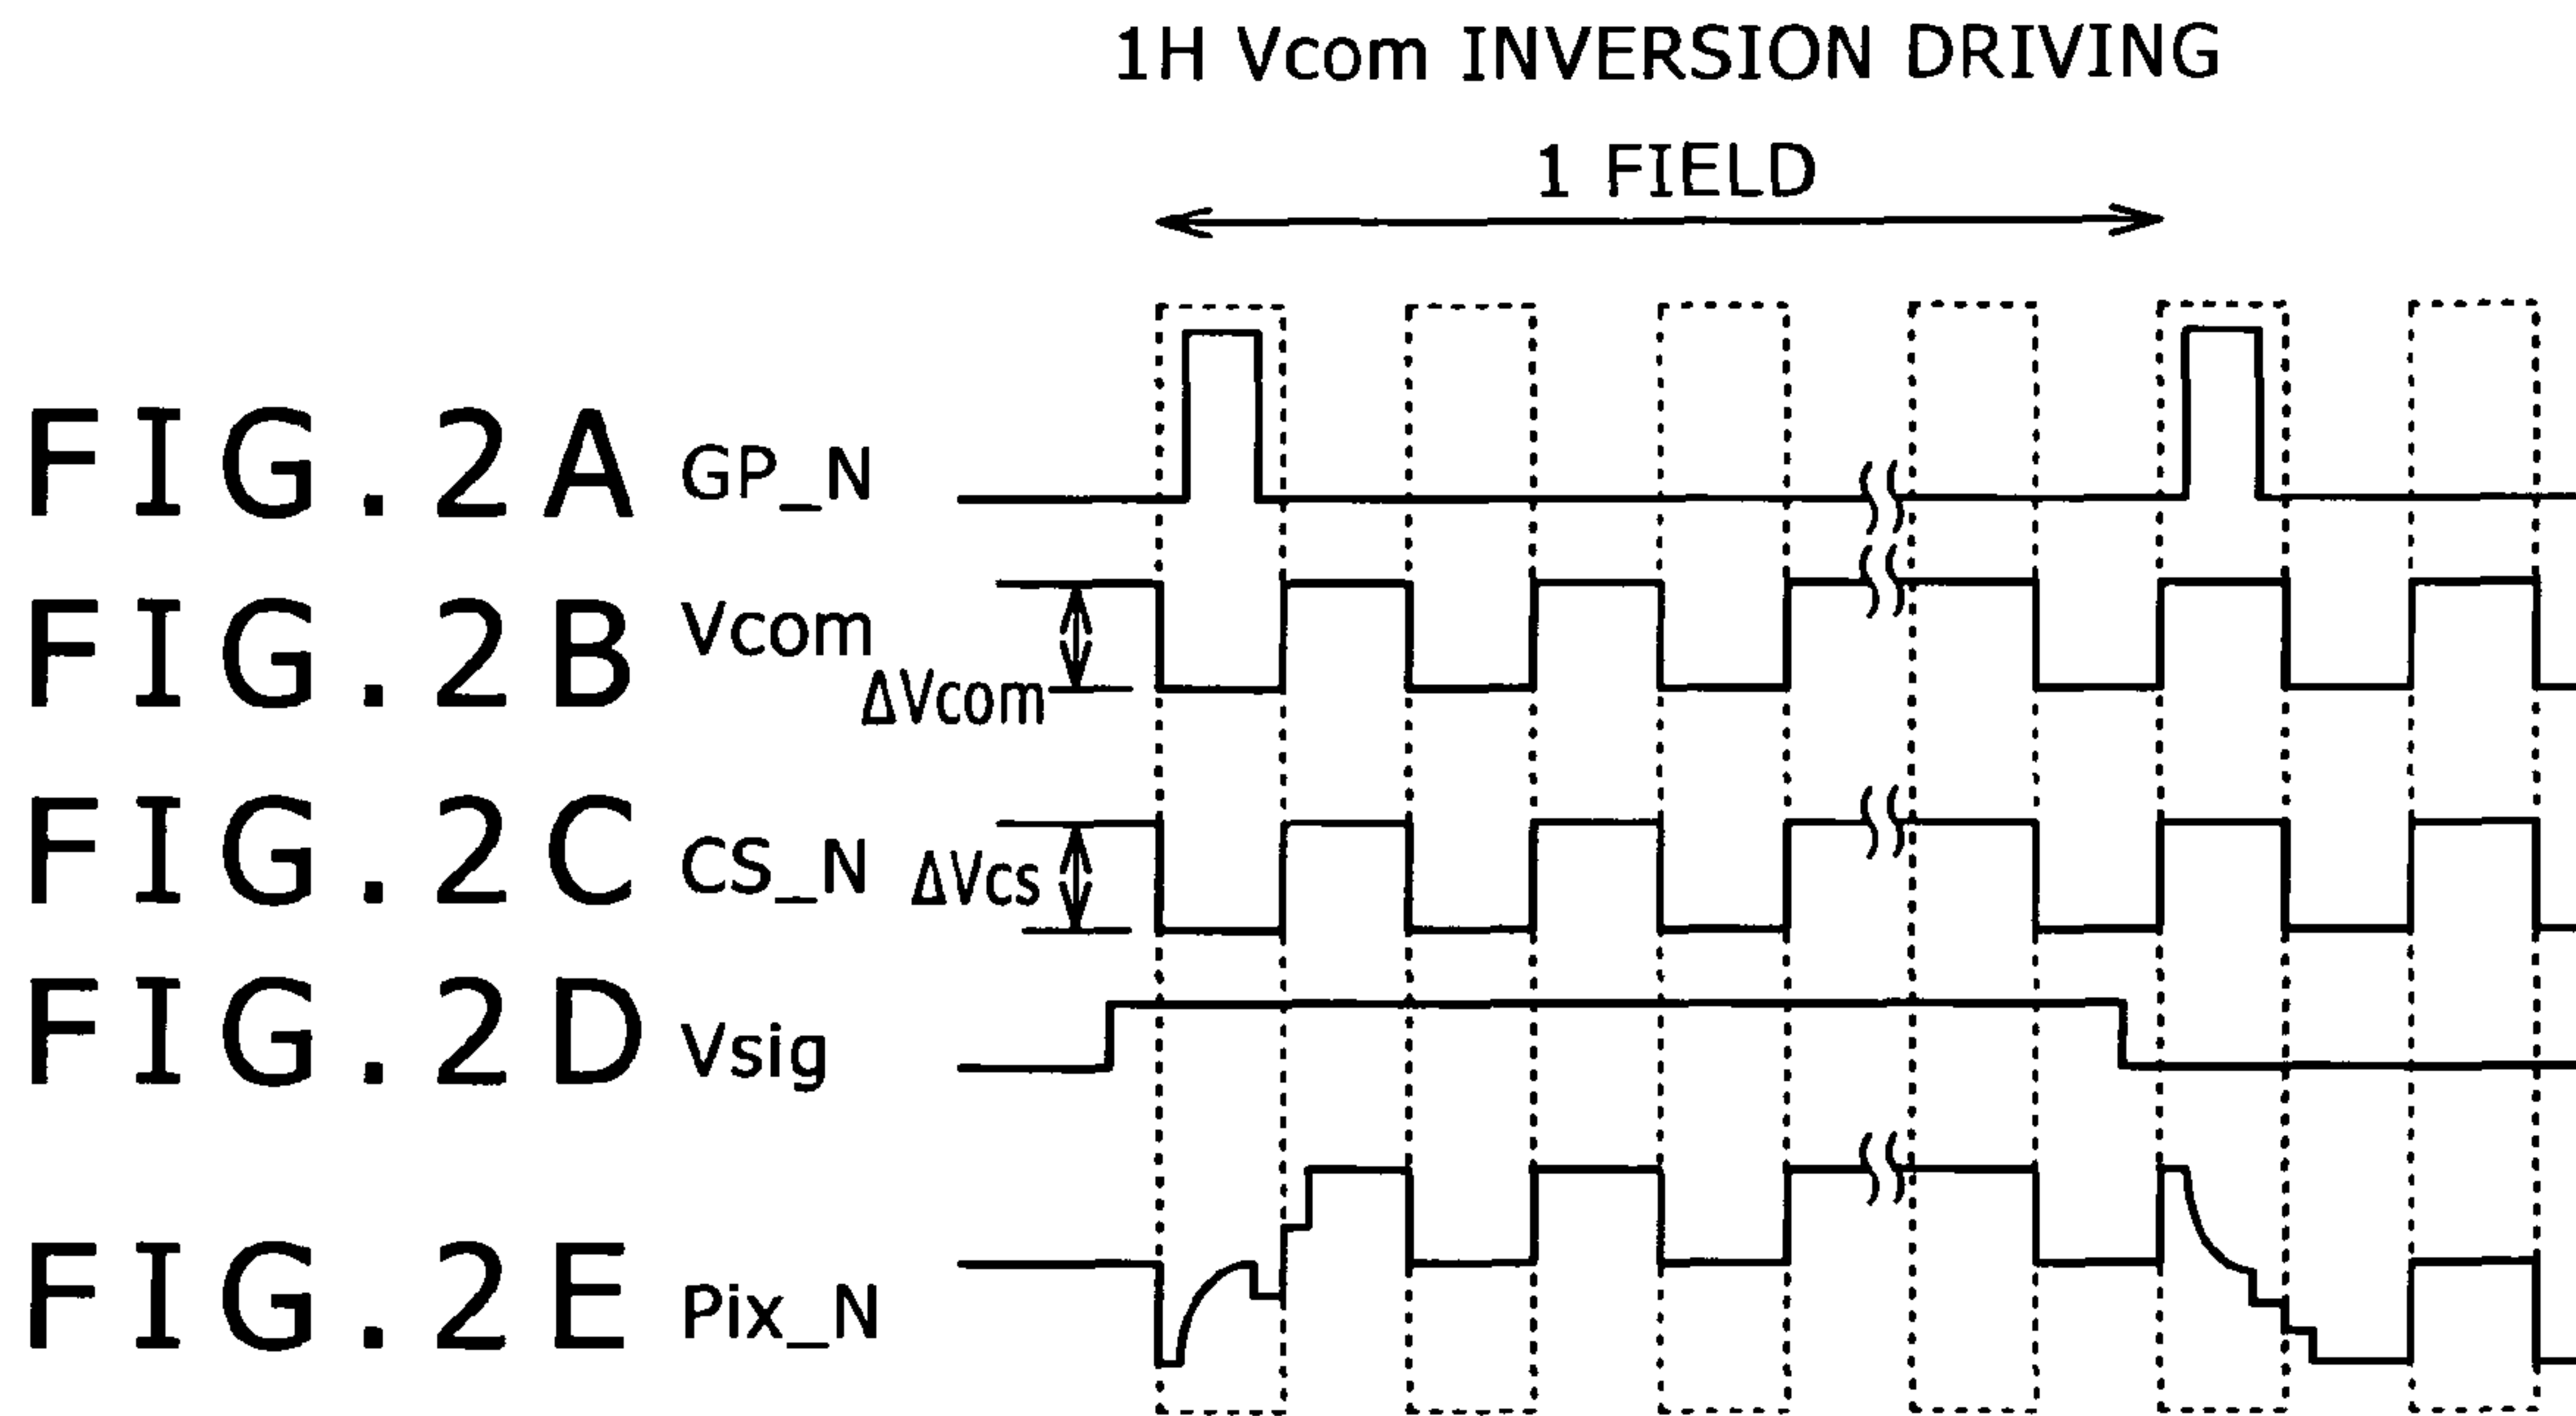 1H Vcom INVERSION DRIVING
1 FIELD
FIG.2A GP_N
FIG.2B Vcom
ΔVcom
FIG.2C CS_N ΔVcs
FIG.2D Vsig
FIG.2E Pix_N